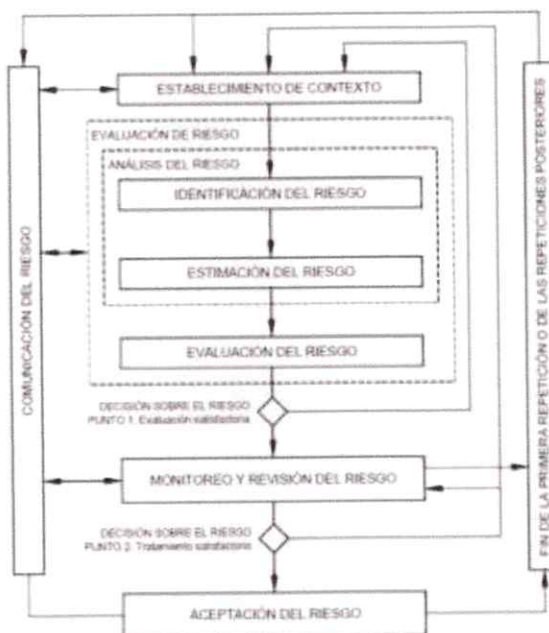 ESTABLECIMIENTO DE CONTEXTO
EVALUACIÓN DE RIESGO
ANÁLISIS DEL RIESGO
IDENTIFICACIÓN DEL RIESGO
ESTIMACIÓN DEL RIESGO
EVALUACIÓN DEL RIESGO
DECISIÓN SOBRE EL RIESGO
PUNTO 1. Evaluación satisfactoria
MONITOREO Y REVISIÓN DEL RIESGO
DECISIÓN SOBRE EL RIESGO
PUNTO 2. Tratamiento satisfactorio
ACEPTACIÓN DEL RIESGO
COMUNICACIÓN DEL RIESGO
FIN DE LA PRIMERA REPETICIÓN O DE LAS REPETICIONES POSTERIORES